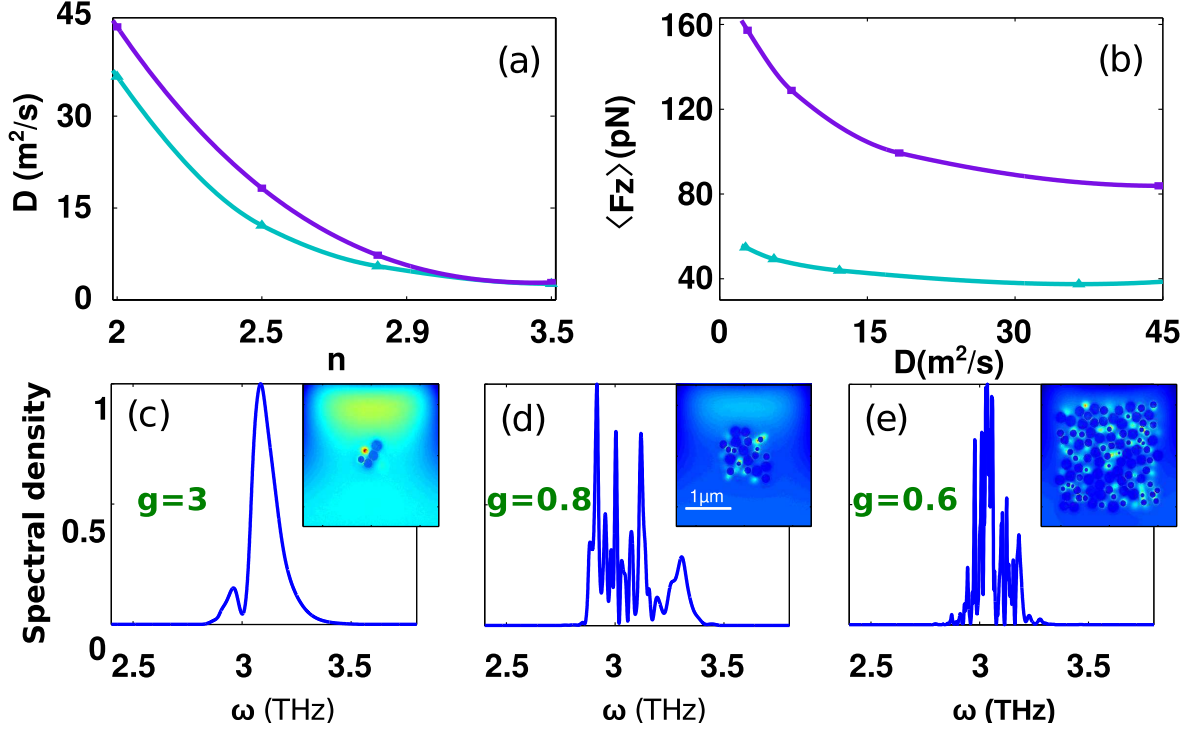 45
30
15
0
D (m²/s)
(a)
2
2.5
2.9
3.5
n
160
120
80
40
⟨Fz⟩(pN)
(b)
0
15
30
45
D(m²/s)
Spectral density
1
0.5
0
(c)
g=3
2.5
3
3.5
ω (THz)
(d)
g=0.8
1μm
2.5
3
3.5
ω (THz)
(e)
g=0.6
2.5
3
3.5
ω (THz)